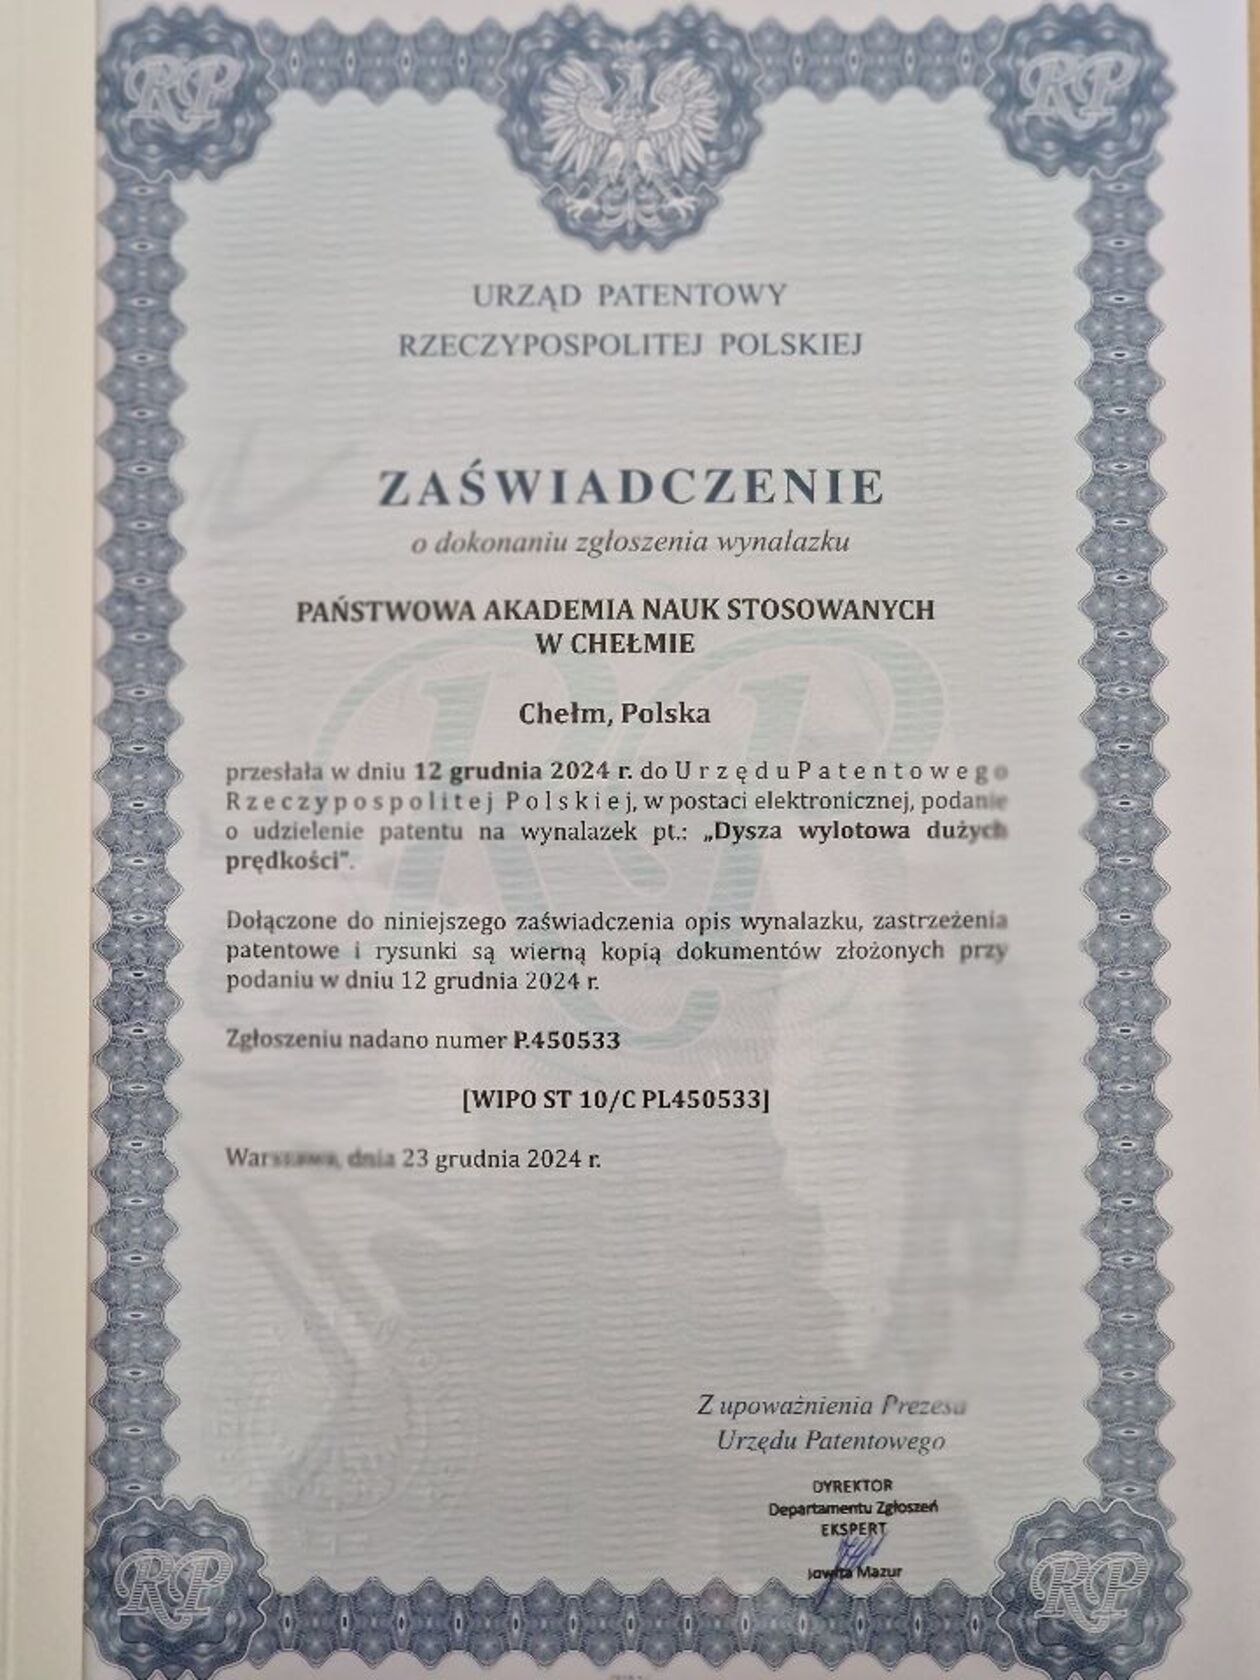 RP
RP
URZĄD PATENTOWY
RZECZYPOSPOLITEJ POLSKIEJ
ZAŚWIADCZENIE
o dokonaniu zgłoszenia wynalazku
PAŃSTWOWA AKADEMIA NAUK STOSOWANYCH
W CHEŁMIE
Chełm, Polska
przesłała w dniu 12 grudnia 2024 r. do Urzędu Patentowego
Rzeczypospolitej Polskiej, w postaci elektronicznej, podanie
o udzielenie patentu na wynalazek pt.: „Dysza wylotowa dużych
prędkości”.
Dołączone do niniejszego zaświadczenia opis wynalazku, zastrzeżenia
patentowe i rysunki są wierną kopią dokumentów złożonych przy
podaniu w dniu 12 grudnia 2024 r.
Zgłoszeniu nadano numer P.450533
[WIPO ST 10/C PL450533]
Warszawa, dnia 23 grudnia 2024 r.
Z upoważnienia Prezesa
Urzędu Patentowego
DYREKTOR
Departamentu Zgłoszeń
EKSPERT
Jowita Mazur
RP
RP